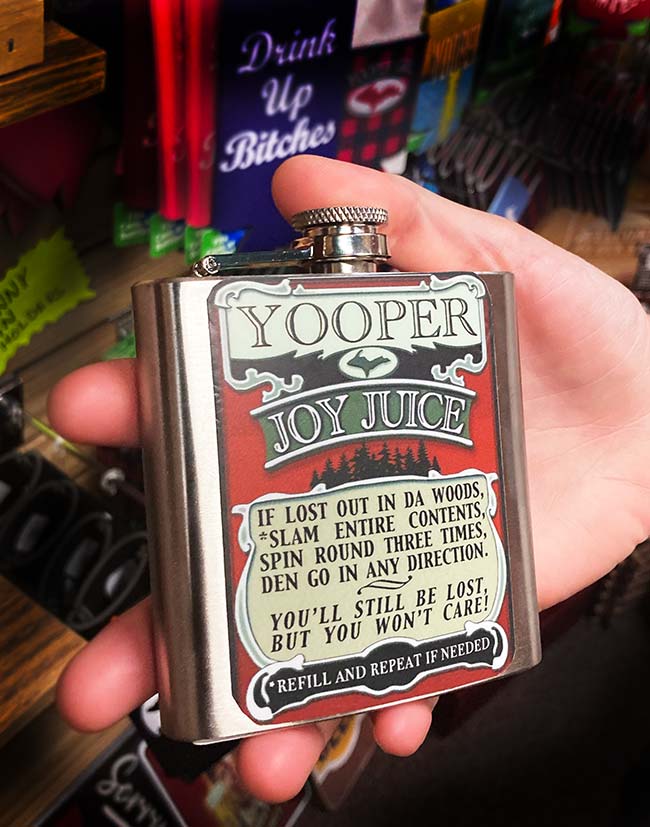 Drink
Up
Bitches
YOOPER
JOY JUICE
IF LOST OUT IN DA WOODS,
*SLAM ENTIRE CONTENTS,
SPIN ROUND THREE TIMES,
DEN GO IN ANY DIRECTION.
YOU'LL STILL BE LOST,
BUT YOU WON'T CARE!
*REFILL AND REPEAT IF NEEDED